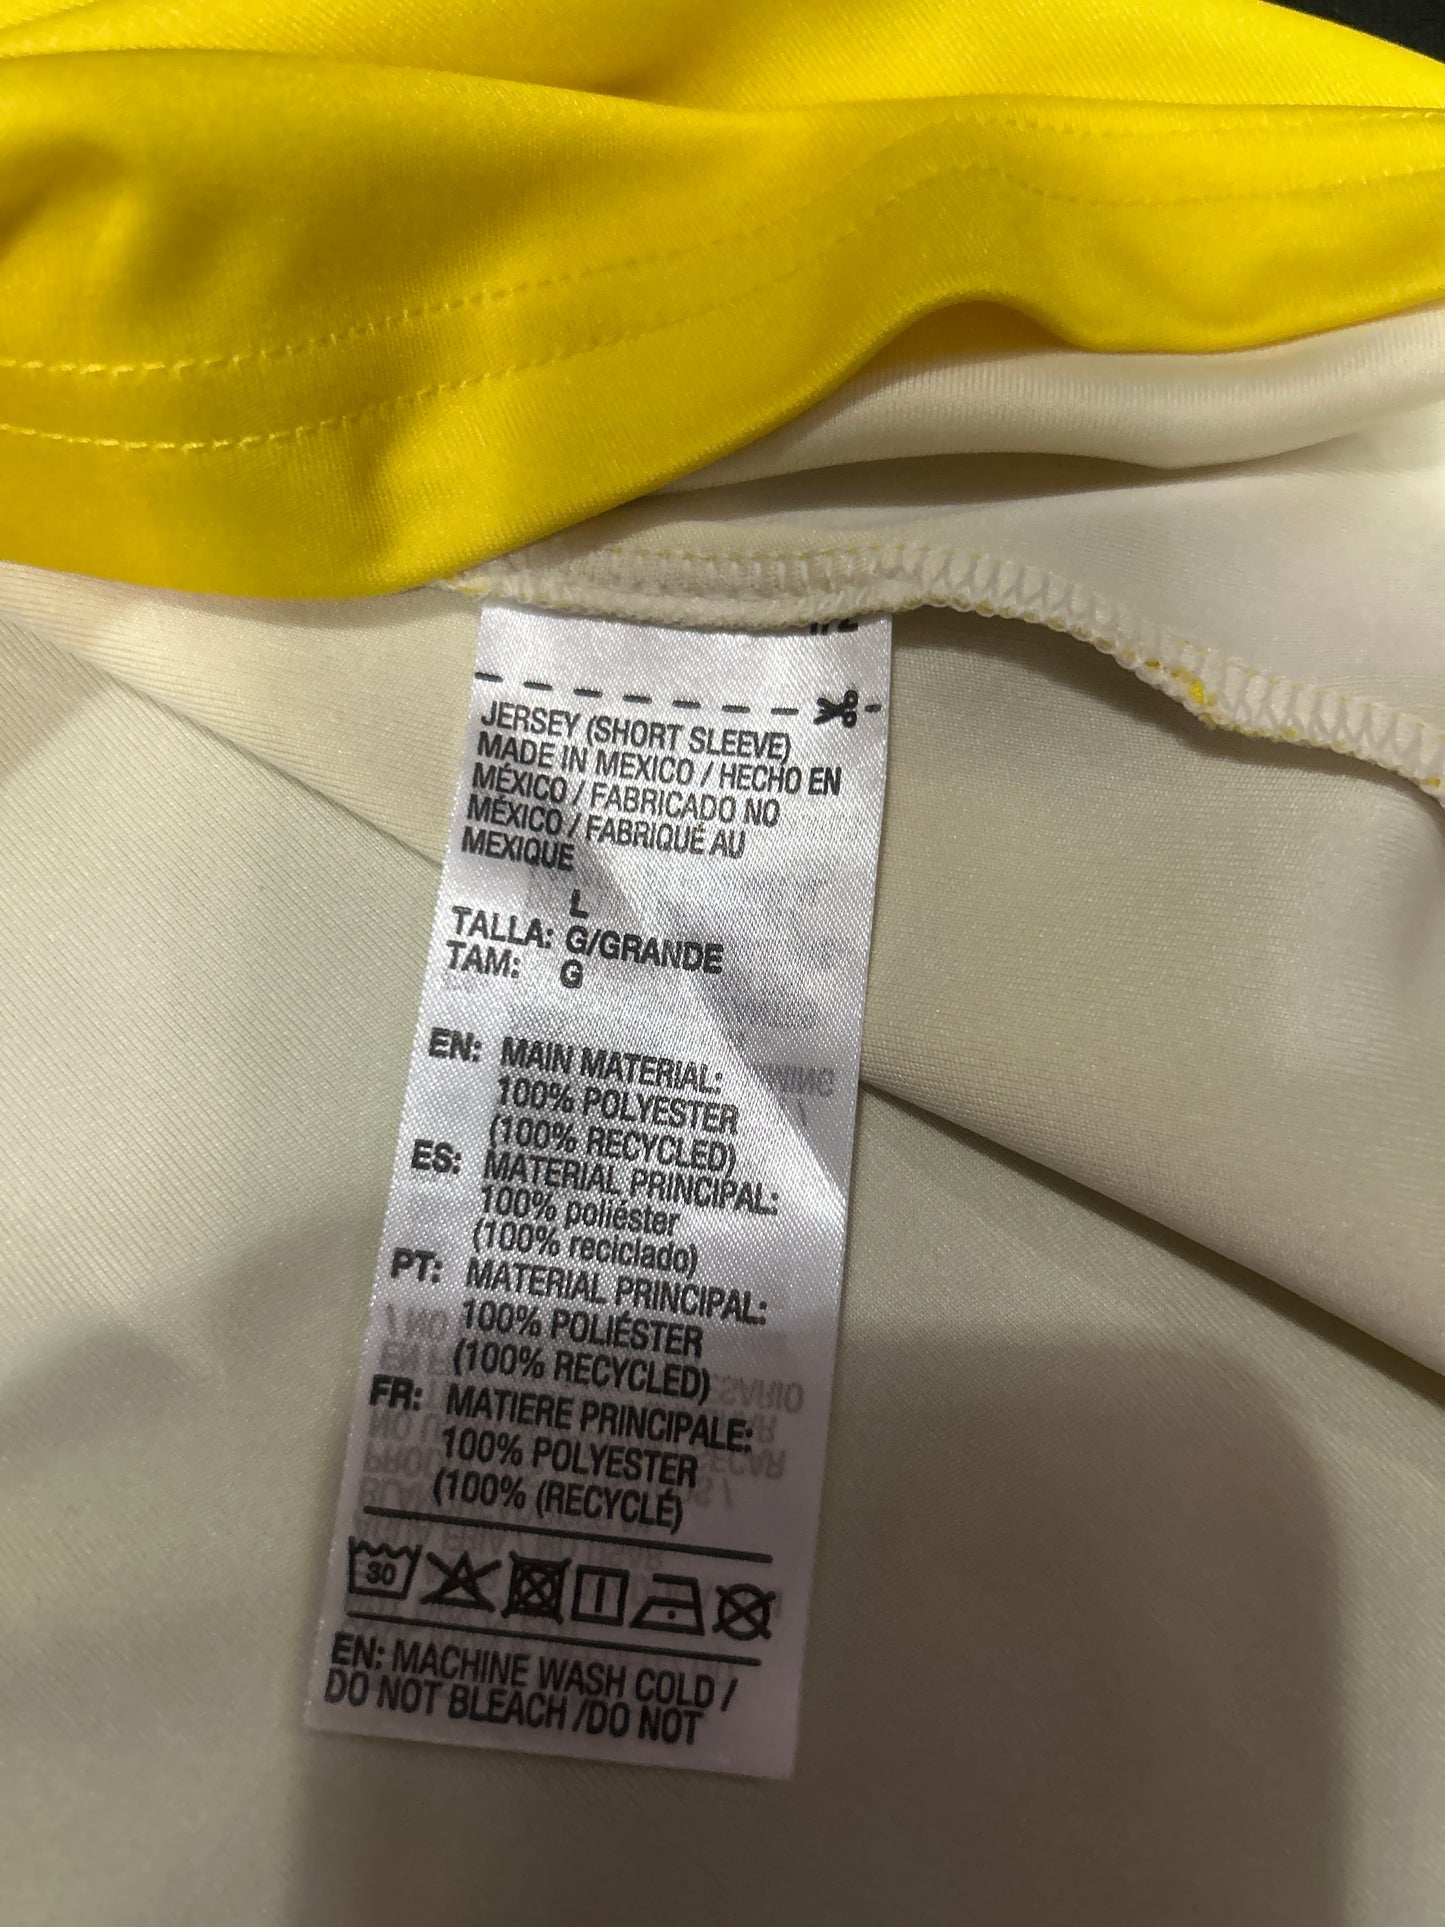 1/2
JERSEY (SHORT SLEEVE)
MADE IN MEXICO / HECHO EN
MÉXICO / FABRICADO NO
MÉXICO / FABRIQUÉ AU
MEXIQUE
L
TALLA: G/GRANDE
TAM: G
EN: MAIN MATERIAL:
100% POLYESTER
(100% RECYCLED)
ES: MATERIAL PRINCIPAL:
100% poliéster
(100% reciclado)
PT: MATERIAL PRINCIPAL:
100% POLIÉSTER
(100% RECYCLED)
FR: MATIERE PRINCIPALE:
100% POLYESTER
(100% (RECYCLÉ)
30
EN: MACHINE WASH COLD /
DO NOT BLEACH /DO NOT